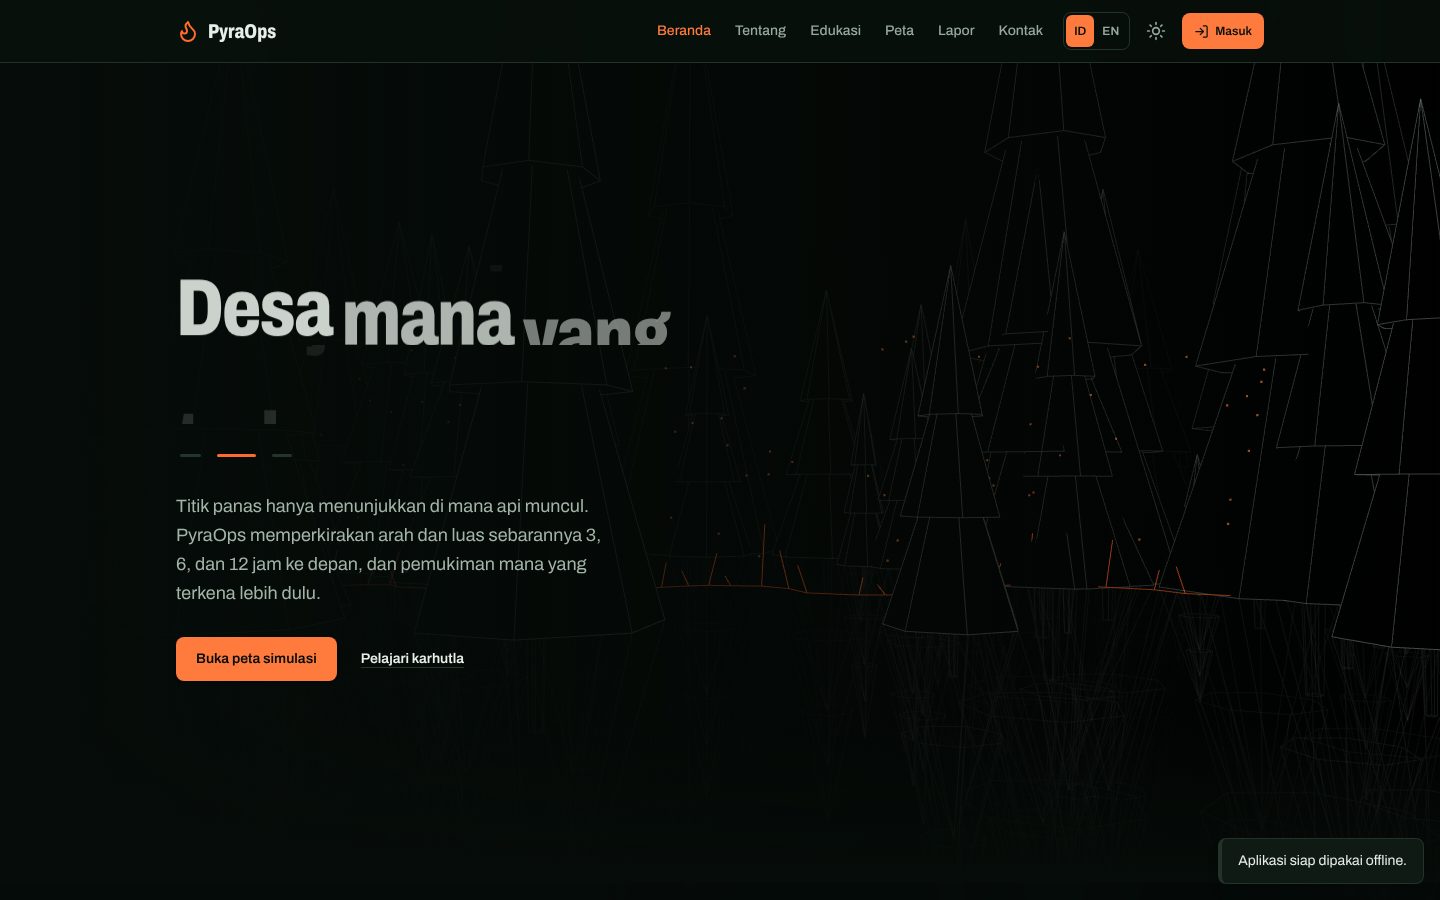 PyraOps
Beranda
Tentang
Edukasi
Peta
Lapor
Kontak
ID
EN
Masuk
Desa mana yang
Titik panas hanya menunjukkan di mana api muncul.
PyraOps memperkirakan arah dan luas sebarannya 3,
6, dan 12 jam ke depan, dan pemukiman mana yang
terkena lebih dulu.
Buka peta simulasi
Pelajari karhutla
Aplikasi siap dipakai offline.